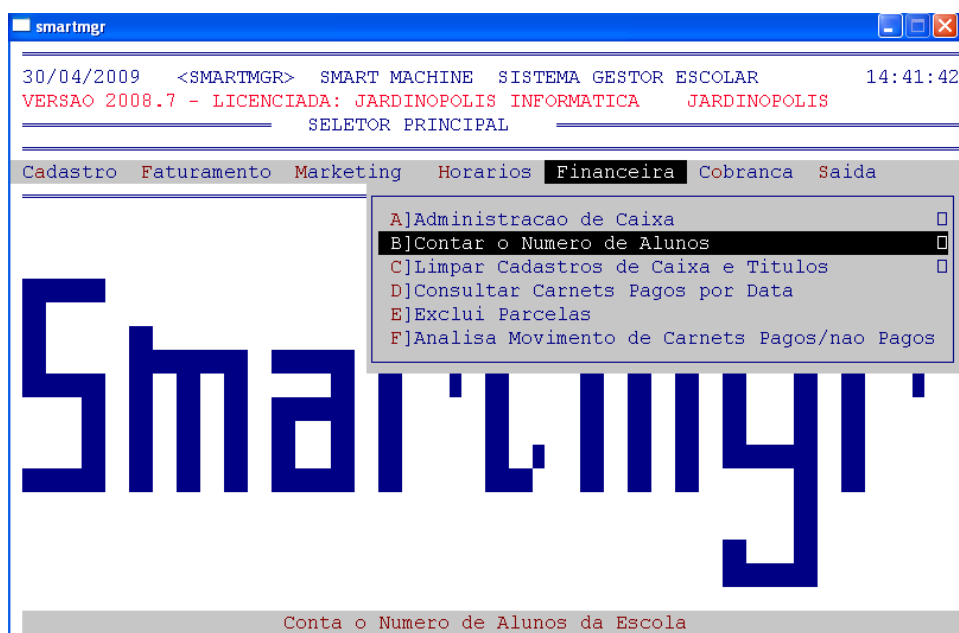 smartmgr
30/04/2009 <SMARTMGR> SMART MACHINE SISTEMA GESTOR ESCOLAR 14:41:42
VERSAO 2008.7 - LICENCIADA: JARDINOPOLIS INFORMATICA JARDINOPOLIS
SELETOR PRINCIPAL
Cadastro Faturamento Marketing Horarios Financeira Cobranca Saida
A]Administracao de Caixa
B]Contar o Numero de Alunos
C]Limpar Cadastros de Caixa e Titulos
D]Consultar Carnets Pagos por Data
E]Exclui Parcelas
F]Analisa Movimento de Carnets Pagos/nao Pagos
Smartmgr
Conta o Numero de Alunos da Escola